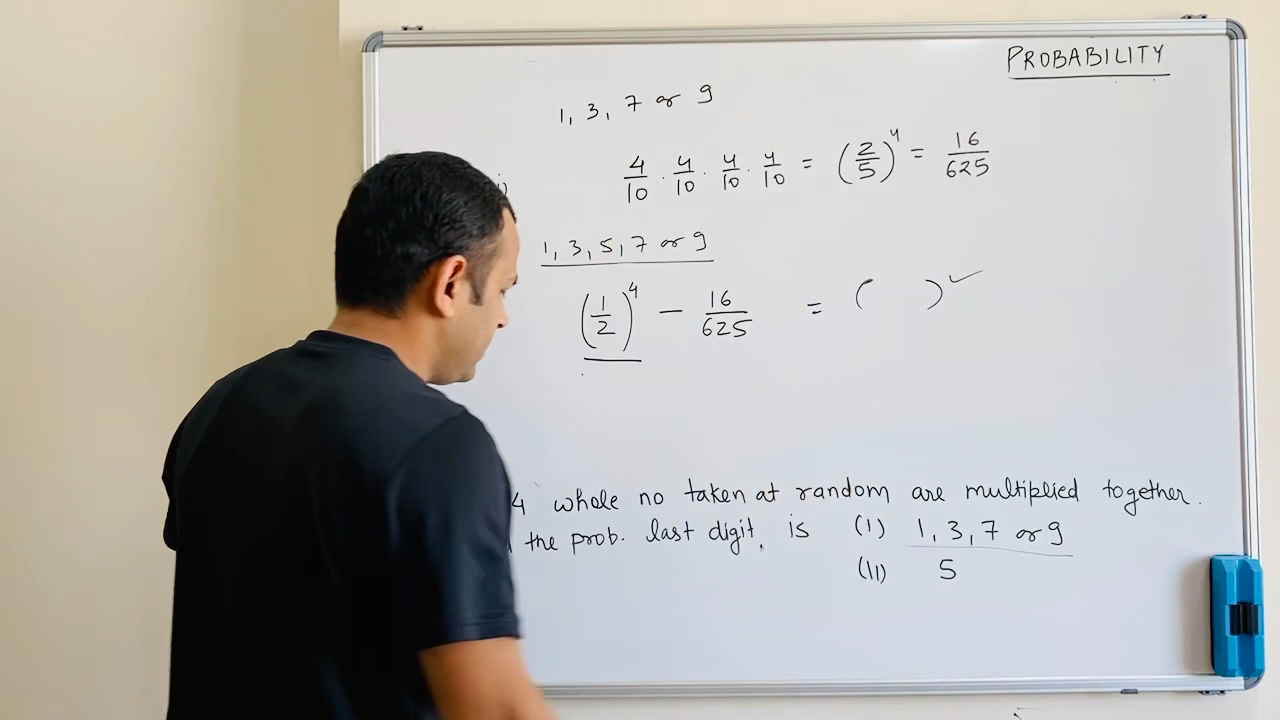 PROBABILITY
1, 3, 7 or 9
4/10 . 4/10 . 4/10 . 4/10 = (2/5)^4 = 16/625
1, 3, 5, 7 or 9
(1/2)^4 - 16/625 = ( ) ✓
4 whole no taken at random are multiplied together.
the prob. last digit, is (I) 1, 3, 7 or 9
(II) 5